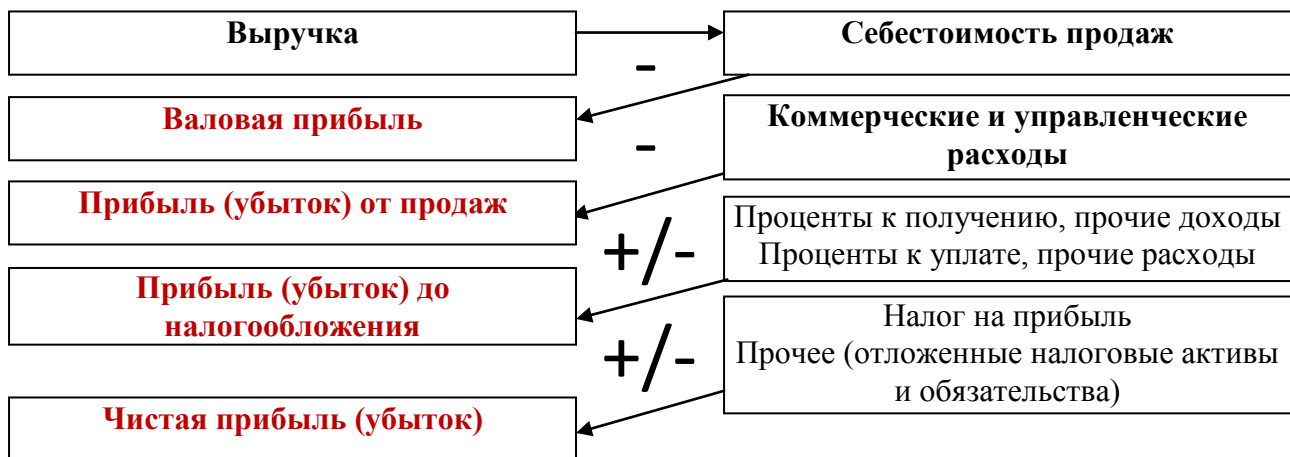 Выручка
Себестоимость продаж
-
Валовая прибыль
Коммерческие и управленческие
расходы
-
Прибыль (убыток) от продаж
Проценты к получению, прочие доходы
Проценты к уплате, прочие расходы
+/-
Прибыль (убыток) до
налогообложения
Налог на прибыль
Прочее (отложенные налоговые активы
и обязательства)
+/-
Чистая прибыль (убыток)